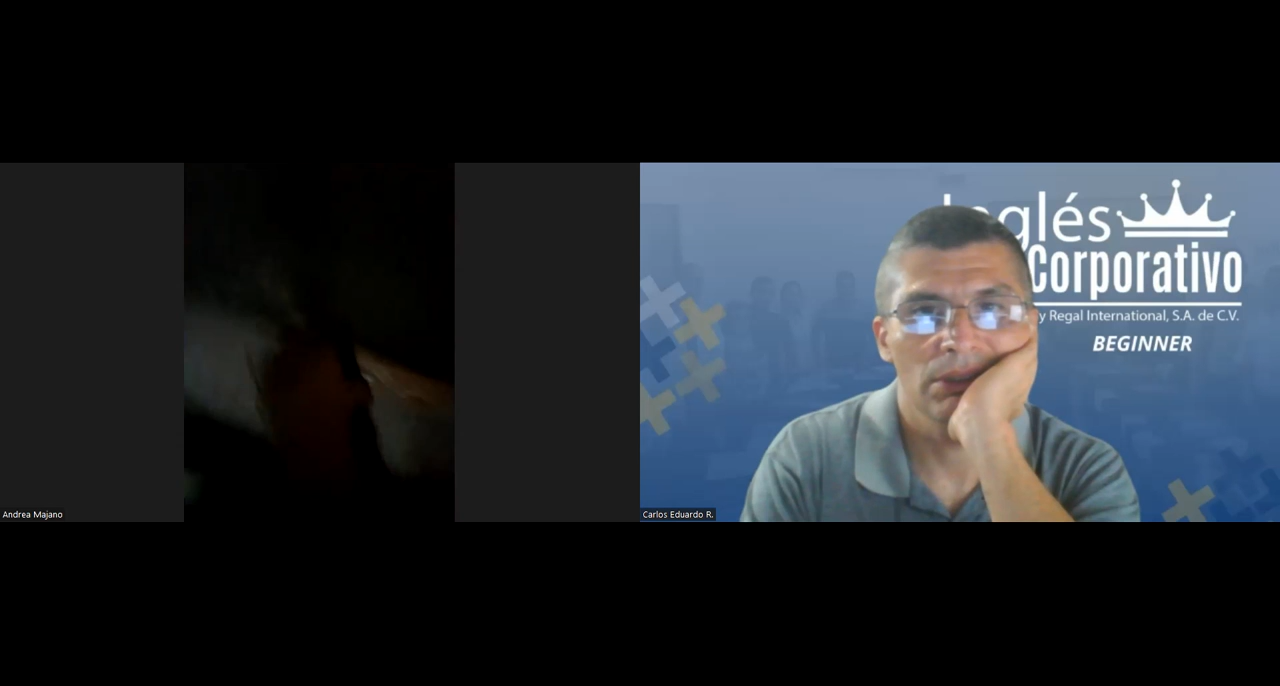 Inglés
Corporativo
y Regal International, S.A. de C.V.
BEGINNER
Andrea Majano
Carlos Eduardo R.